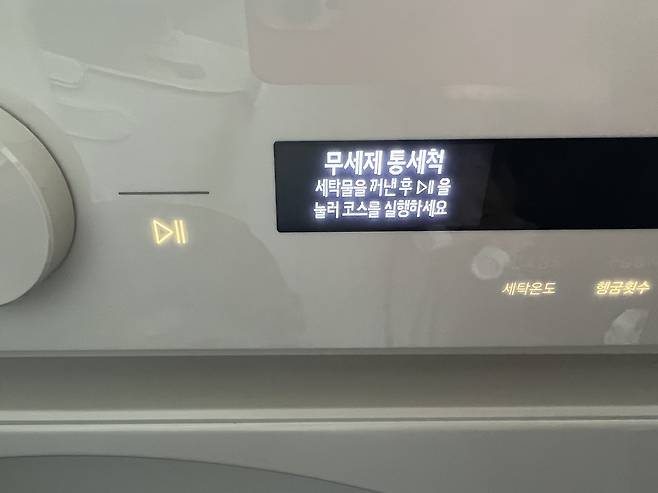 무세제 통세척
세탁물을 꺼낸 후 ▷II 을
눌러 코스를 실행하세요
▷II
세탁온도
헹굼횟수